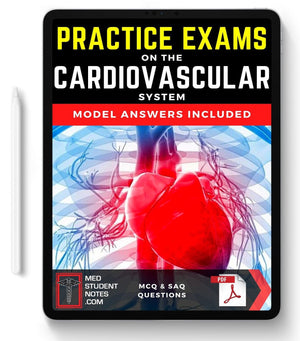 PRACTICE EXAMS
ON THE
CARDIOVASCULAR
SYSTEM
MODEL ANSWERS INCLUDED
MED
STUDENT
NOTES
.COM
MCQ & SAQ
QUESTIONS
PDF